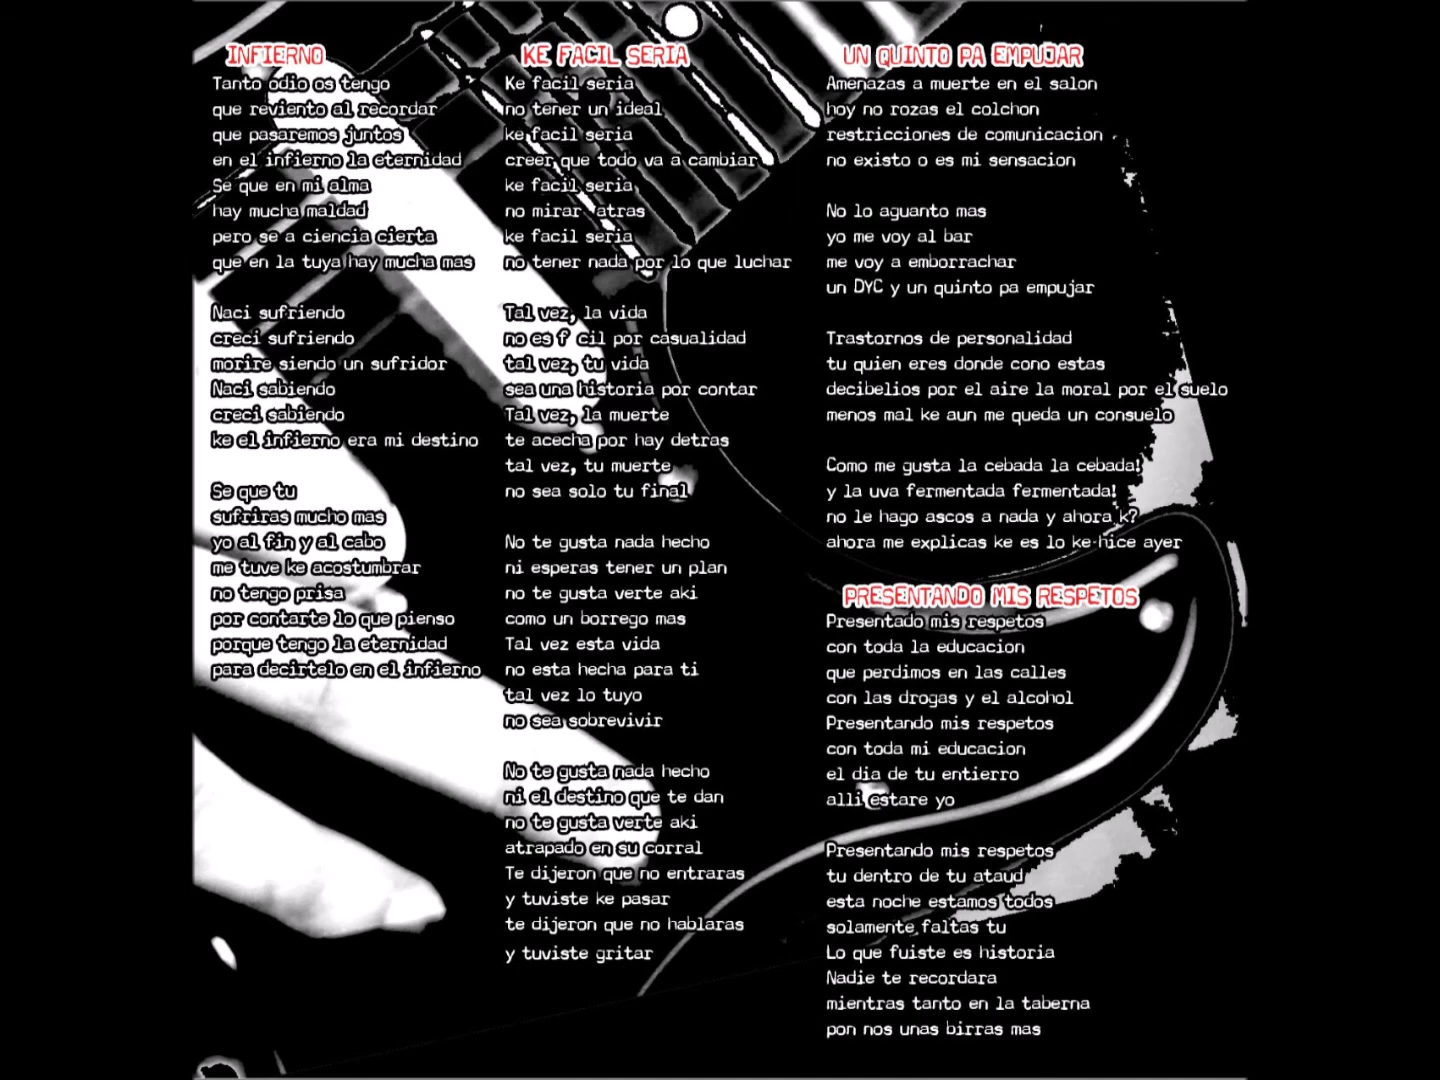 INFIERNO
Tanto odio os tengo
que reviento al recordar
que pasaremos juntos
en el infierno la eternidad
Se que en mi alma
hay mucha maldad
pero se a ciencia cierta
que en la tuya hay mucha mas
Naci sufriendo
creci sufriendo
morire siendo un sufridor
Naci sabiendo
creci sabiendo
ke el infierno era mi destino
Se que tu
sufriras mucho mas
yo al fin y al cabo
me tuve ke acostumbrar
no tengo prisa
por contarte lo que pienso
porque tengo la eternidad
para decirtelo en el infierno
KE FACIL SERIA
Ke facil seria
no tener un ideal
ke facil seria
creer que todo va a cambiar
ke facil seria
no mirar atras
ke facil seria
no tener nada por lo que luchar
Tal vez, la vida
no es f cil por casualidad
tal vez, tu vida
sea una historia por contar
Tal vez, la muerte
te acecha por hay detras
tal vez, tu muerte
no sea solo tu final
No te gusta nada hecho
ni esperas tener un plan
no te gusta verte aki
como un borrego mas
Tal vez esta vida
no esta hecha para ti
tal vez lo tuyo
no sea sobrevivir
No te gusta nada hecho
ni el destino que te dan
no te gusta verte aki
atrapado en su corral
Te dijeron que no entraras
y tuviste ke pasar
te dijeron que no hablaras
y tuviste gritar
UN QUINTO PA EMPUJAR
Amenazas a muerte en el salon
hoy no rozas el colchon
restricciones de comunicacion
no existo o es mi sensacion
No lo aguanto mas
yo me voy al bar
me voy a emborrachar
un DYC y un quinto pa empujar
Trastornos de personalidad
tu quien eres donde cono estas
decibelios por el aire la moral por el suelo
menos mal ke aun me queda un consuelo
Como me gusta la cebada la cebada!
y la uva fermentada fermentada!
no le hago ascos a nada y ahora k?
ahora me explicas ke es lo ke hice ayer
PRESENTANDO MIS RESPETOS
Presentado mis respetos
con toda la educacion
que perdimos en las calles
con las drogas y el alcohol
Presentando mis respetos
con toda mi educacion
el dia de tu entierro
alli estare yo
Presentando mis respetos
tu dentro de tu ataud
esta noche estamos todos
solamente faltas tu
Lo que fuiste es historia
Nadie te recordara
mientras tanto en la taberna
pon nos unas birras mas